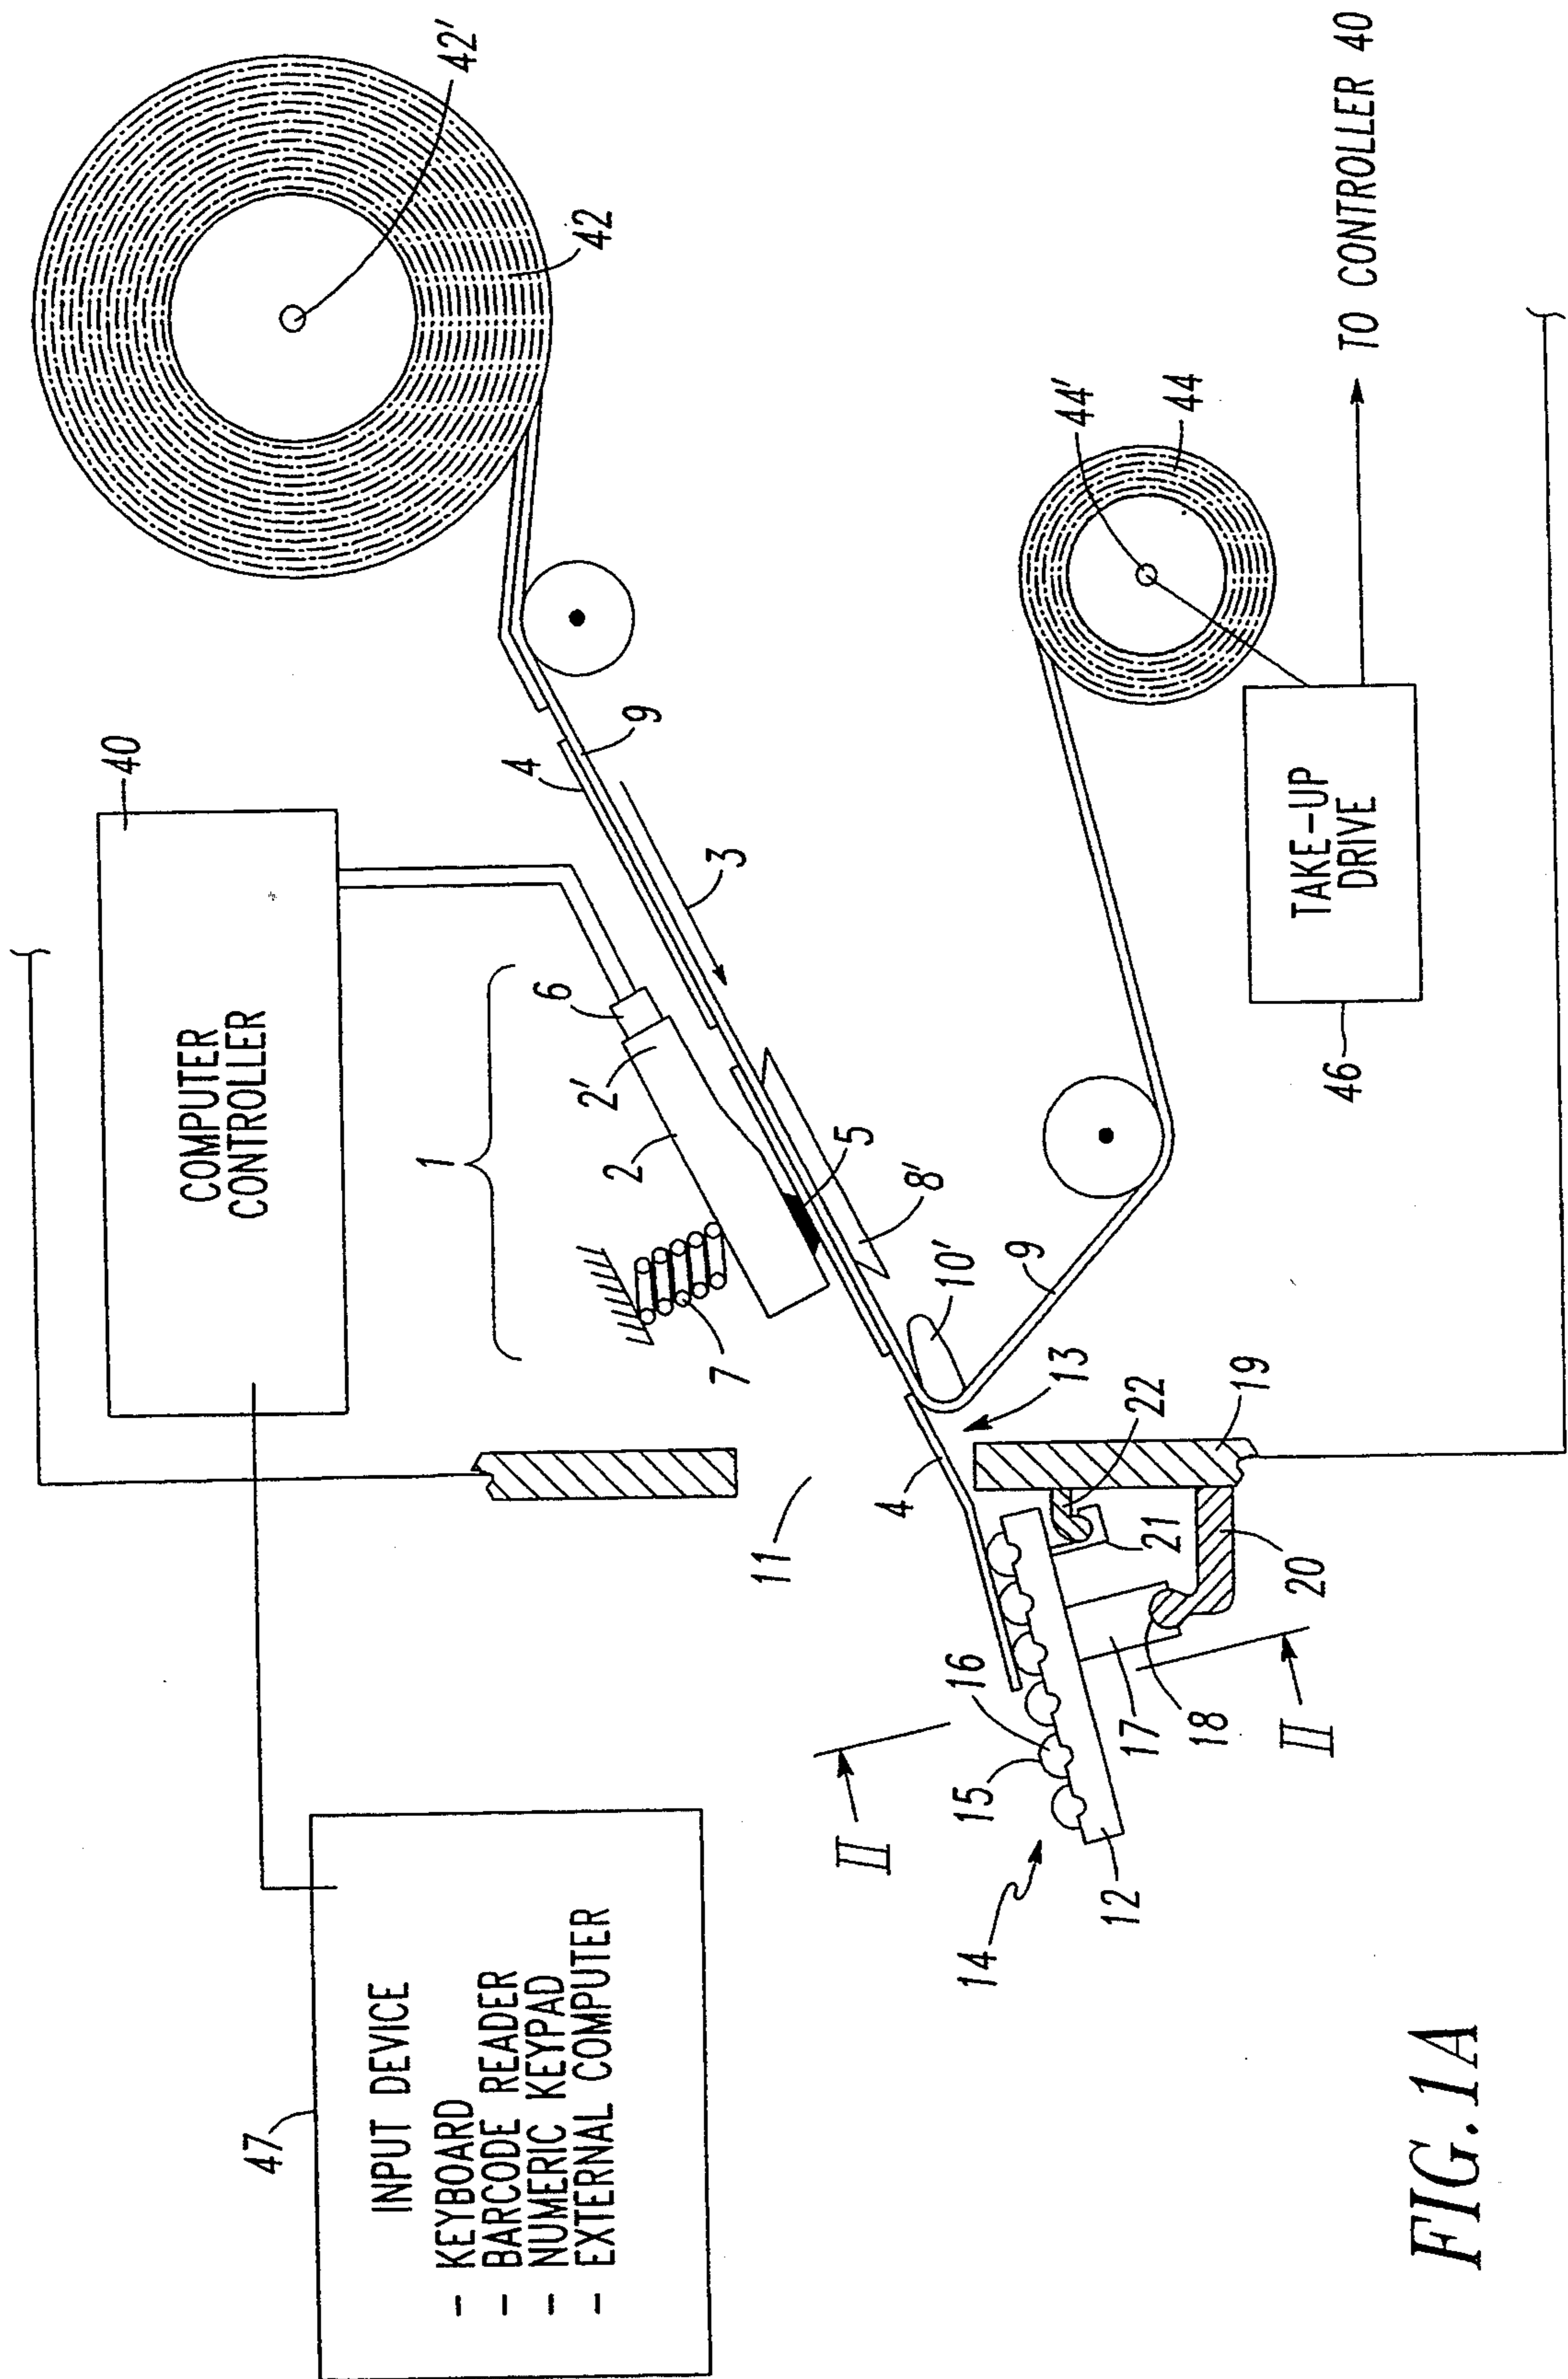 INPUT DEVICE
- KEYBOARD
- BARCODE READER
- NUMERIC KEYPAD
- EXTERNAL COMPUTER
47
COMPUTER
CONTROLLER
40
42'
42
1
2
2'
6
4
9
3
7
5
8'
10'
11
4
13
9
22
19
21
20
16
15
14
12
17
18
II
II
44'
44
TAKE-UP
DRIVE
46
TO CONTROLLER 40
FIG. 1A